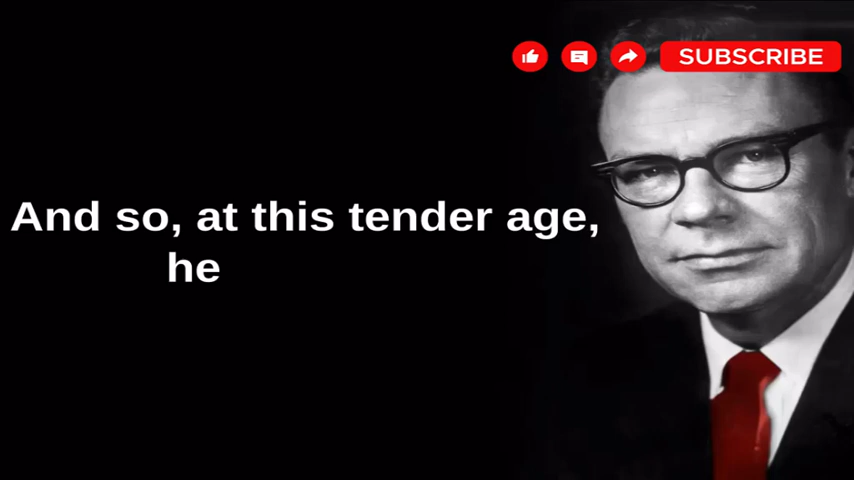 SUBSCRIBE
And so, at this tender age,
he